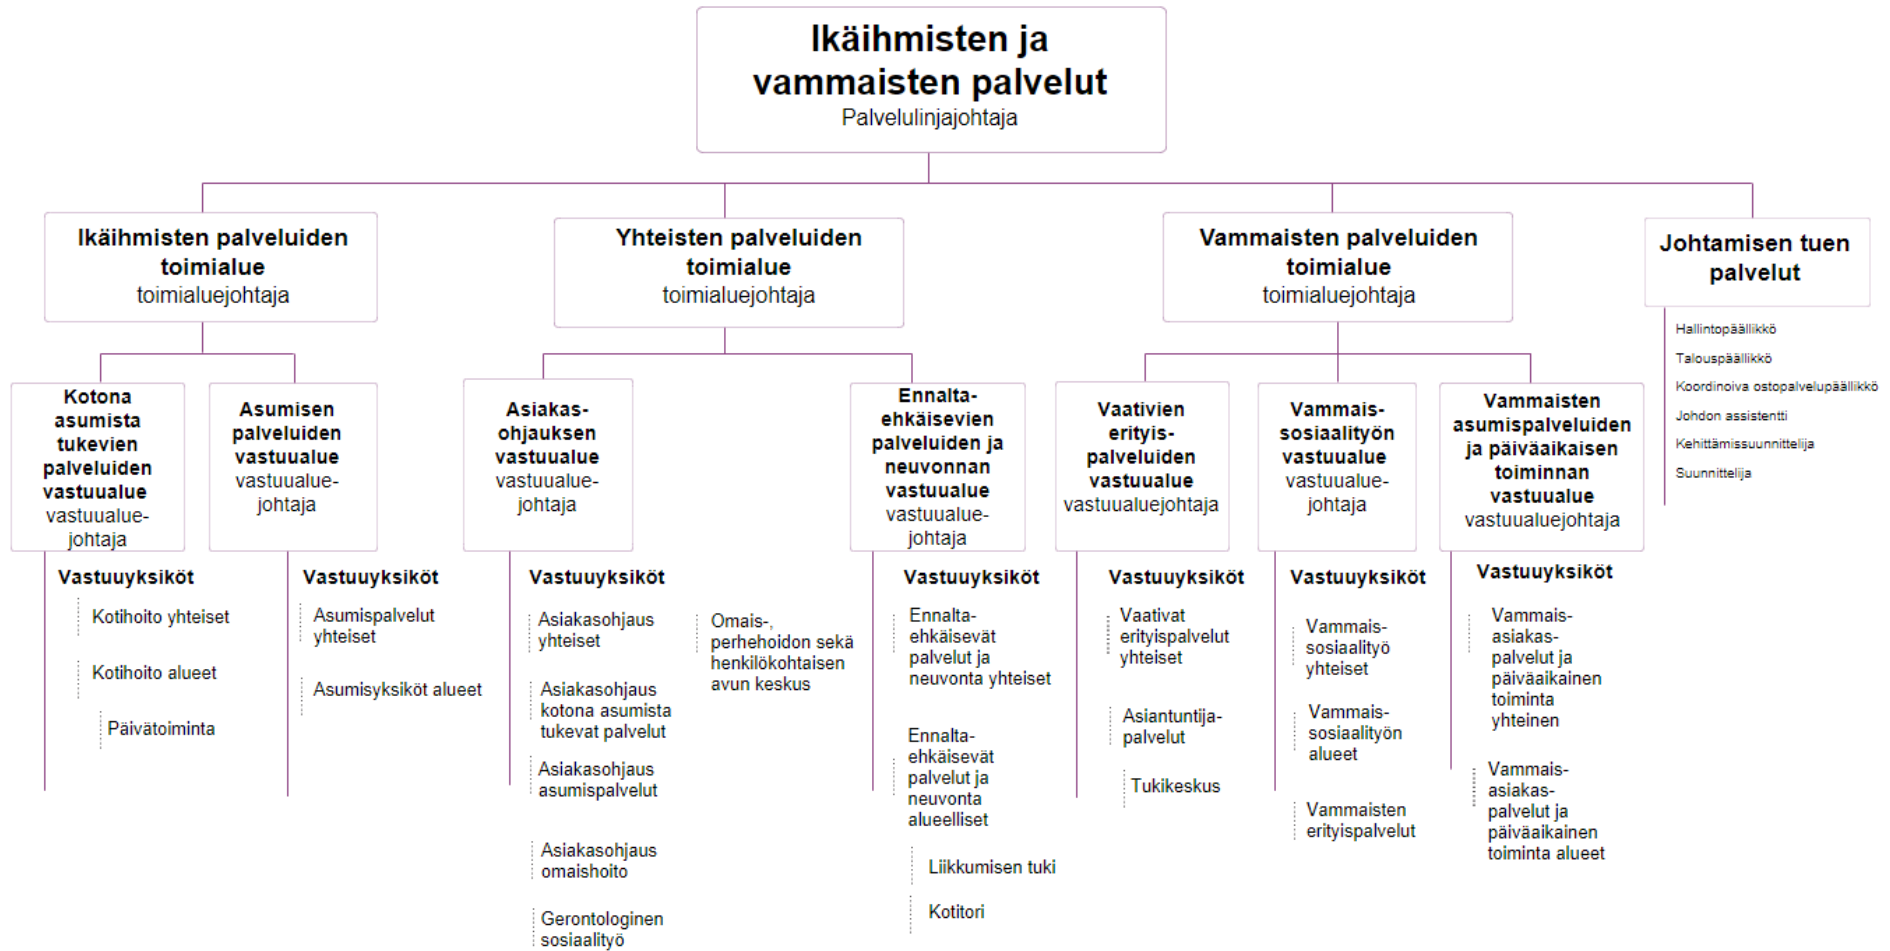 Ikäihmisten ja
vammaisten palvelut
Palvelulinjajohtaja
Ikäihmisten palveluiden
toimialue
toimialuejohtaja
Yhteisten palveluiden
toimialue
toimialuejohtaja
Vammaisten palveluiden
toimialue
toimialuejohtaja
Johtamisen tuen
palvelut
Hallintopäällikkö
Talouspäällikkö
Koordinoiva ostopalvelupäällikkö
Johdon assistentti
Kehittämissuunnittelija
Suunnittelija
Kotona
asumista
tukevien
palveluiden
vastuualue
vastuualue-
johtaja
Vastuuyksiköt
Kotihoito yhteiset
Kotihoito alueet
Päivätoiminta
Asumisen
palveluiden
vastuualue
vastuualue-
johtaja
Vastuuyksiköt
Asumispalvelut
yhteiset
Asumisyksiköt alueet
Asiakas-
ohjauksen
vastuualue
vastuualue-
johtaja
Vastuuyksiköt
Asiakasohjaus
yhteiset
Asiakasohjaus
kotona asumista
tukevat palvelut
Asiakasohjaus
asumispalvelut
Asiakasohjaus
omaishoito
Gerontologinen
sosiaalityö
Omais-,
perhehoidon sekä
henkilökohtaisen
avun keskus
Ennalta-
ehkäisevien
palveluiden ja
neuvonnan
vastuualue
vastuualue-
johtaja
Vastuuyksiköt
Ennalta-
ehkäisevät
palvelut ja
neuvonta yhteiset
Ennalta-
ehkäisevät
palvelut ja
neuvonta
alueelliset
Liikkumisen tuki
Kotitori
Vaativien
erityis-
palveluiden
vastuualue
vastuualuejohtaja
Vastuuyksiköt
Vaativat
erityispalvelut
yhteiset
Asiantuntija-
palvelut
Tukikeskus
Vammais-
sosiaalityön
vastuualue
vastuualue-
johtaja
Vastuuyksiköt
Vammais-
sosiaalityö
yhteiset
Vammais-
sosiaalityön
alueet
Vammaisten
erityispalvelut
Vammaisten
asumispalveluiden
ja päiväaikaisen
toiminnan
vastuualue
vastuualuejohtaja
Vastuuyksiköt
Vammais-
asiakas-
palvelut ja
päiväaikainen
toiminta
yhteinen
Vammais-
asiakas-
palvelut ja
päiväaikainen
toiminta alueet